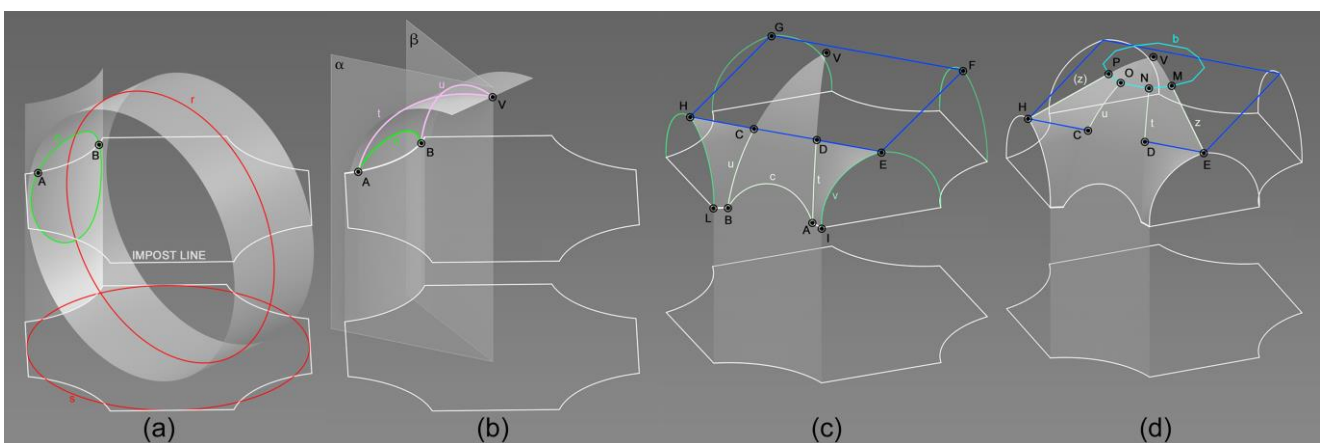 r
A
B
IMPOST LINE
s
(a)
β
α
u
t
V
A
B
(b)
G
V
F
H
C
D
E
u
c
t
v
L
B
A
I
(c)
b
P
O
V
M
N
(z)
H
C
u
t
z
D
E
(d)